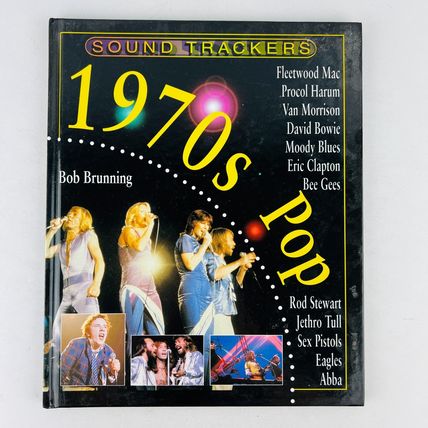 SOUND TRACKERS
1970s Pop
Fleetwood Mac
Procol Harum
Van Morrison
David Bowie
Moody Blues
Eric Clapton
Bee Gees
Bob Brunning
Rod Stewart
Jethro Tull
Sex Pistols
Eagles
Abba